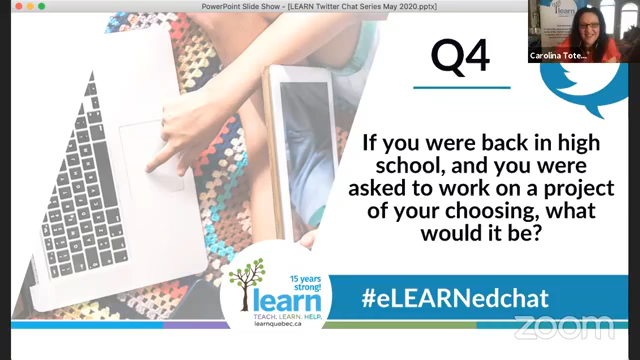 PowerPoint Slide Show - [LEARN Twitter Chat Series May 2020.pptx]
Carolina Tote...
Q4
If you were back in high
school, and you were
asked to work on a project
of your choosing, what
would it be?
15 years
strong!
learn
TEACH, LEARN. HELP.
learnquebec.ca
#eLEARNedchat
zoom